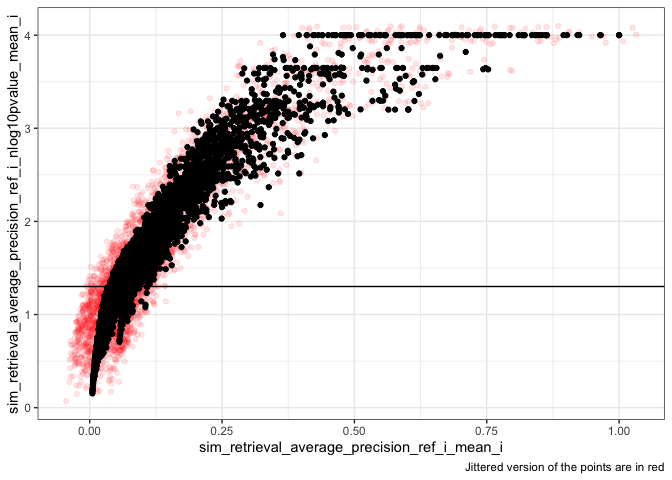 sim_retrieval_average_precision_ref_i_nlog10pvalue_mean_i
4
3
2
1
0
0.00 0.25 0.50 0.75 1.00
sim_retrieval_average_precision_ref_i_mean_i
Jittered version of the points are in red